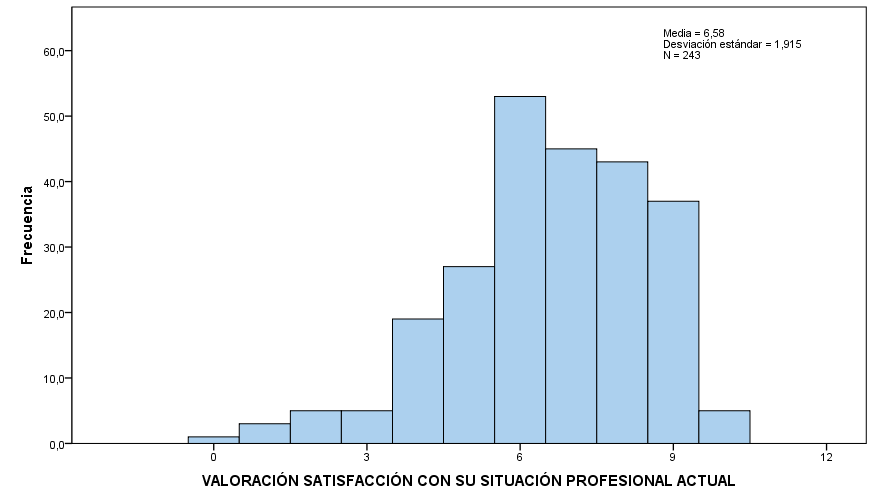 Media = 6,58
Desviación estándar = 1,915
N = 243
60,0
50,0
40,0
30,0
20,0
10,0
0,0
Frecuencia
0 3 6 9 12
VALORACIÓN SATISFACCIÓN CON SU SITUACIÓN PROFESIONAL ACTUAL